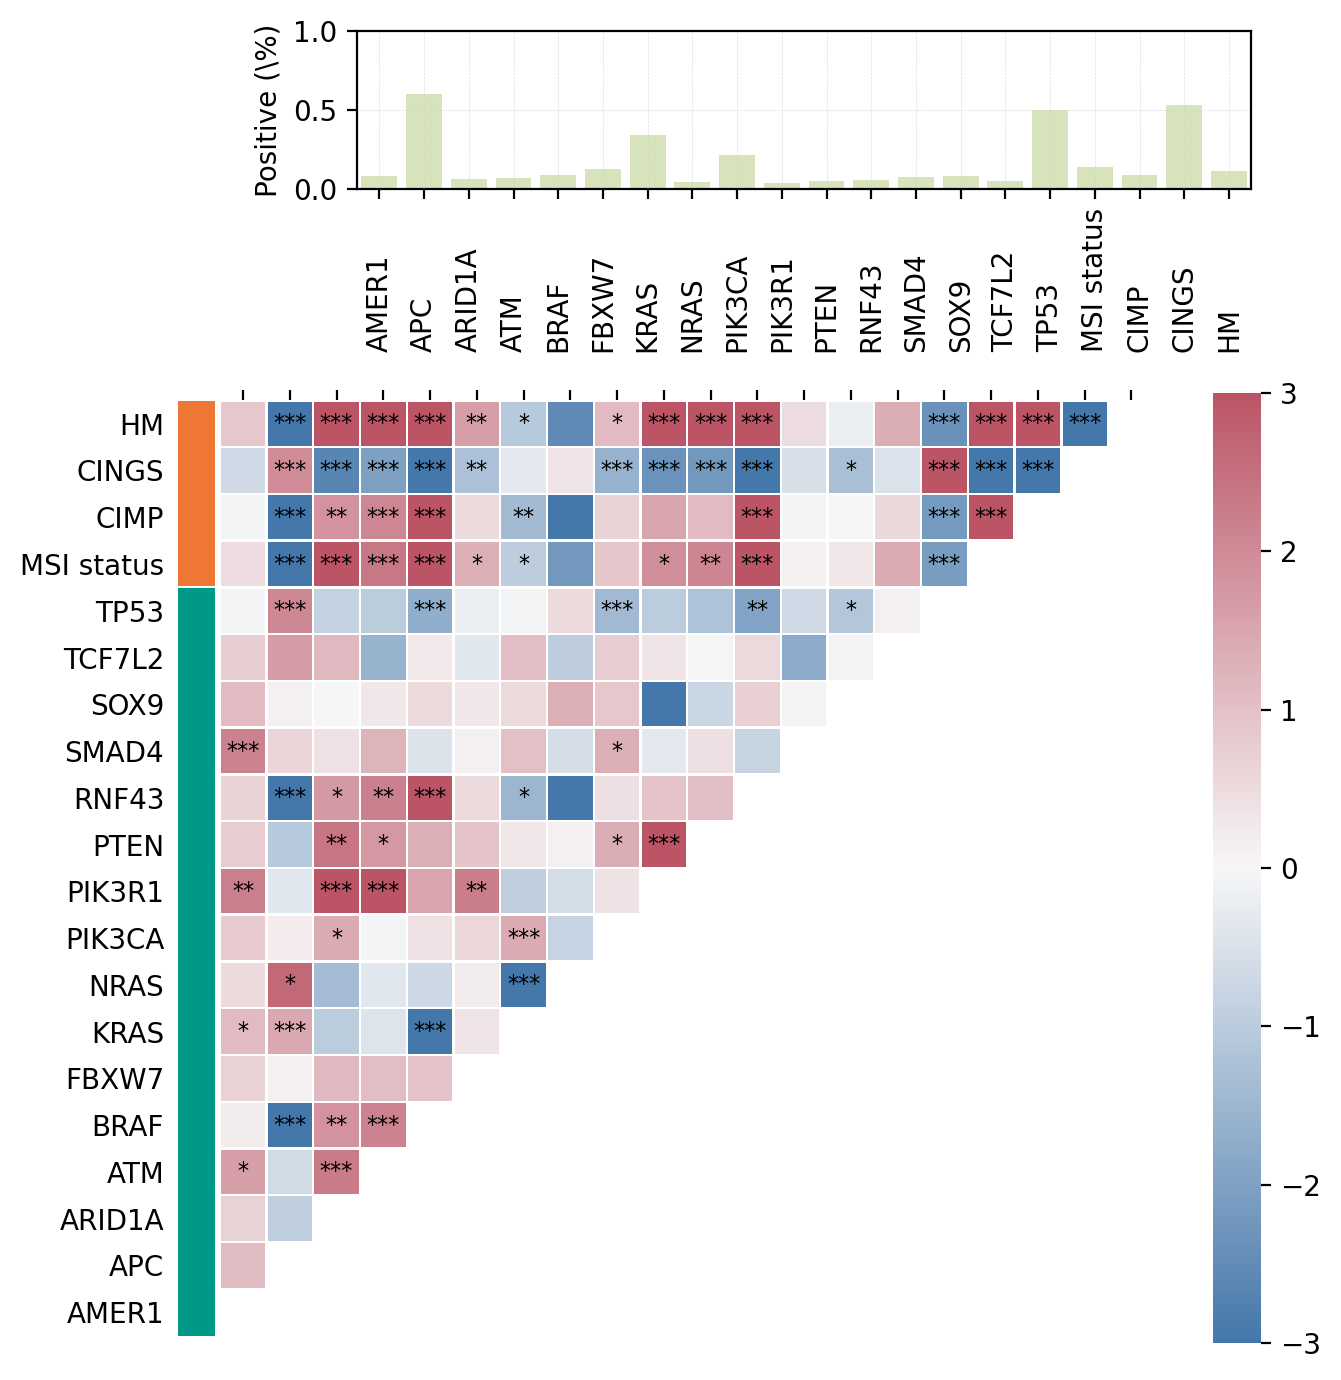 Positive (\%)
1.0
0.5
0.0
AMER1
APC
ARID1A
ATM
BRAF
FBXW7
KRAS
NRAS
PIK3CA
PIK3R1
PTEN
RNF43
SMAD4
SOX9
TCF7L2
TP53
MSI status
CIMP
CINGS
HM
HM *** *** *** *** ** * * *** *** *** *** *** *** ***
CINGS *** *** *** *** ** *** *** *** *** * *** *** ***
CIMP *** ** *** *** ** *** *** ***
MSI status *** *** *** *** * * * ** *** ***
TP53 *** *** *** ** *
TCF7L2
SOX9
SMAD4 *** *
RNF43 *** * ** *** *
PTEN ** * * ***
PIK3R1 ** *** *** **
PIK3CA * ***
NRAS * ***
KRAS * *** ***
FBXW7
BRAF *** ** ***
ATM * ***
ARID1A
APC
AMER1
3
2
1
0
−1
−2
−3